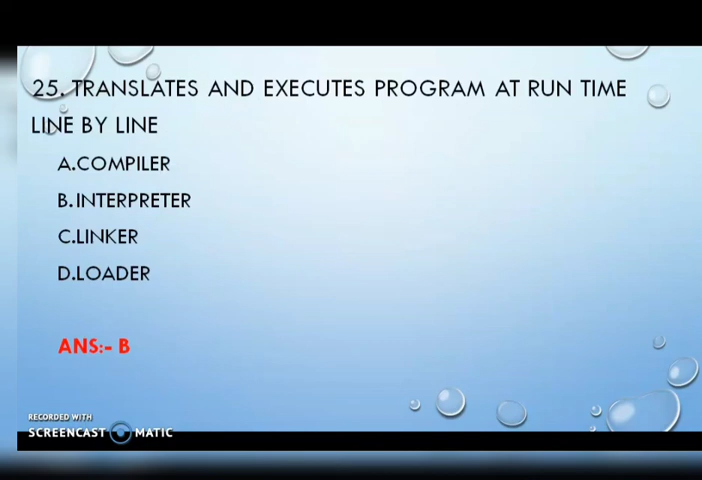 25. TRANSLATES AND EXECUTES PROGRAM AT RUN TIME
LINE BY LINE
A.COMPILER
B.INTERPRETER
C.LINKER
D.LOADER
ANS:- B
RECORDED WITH
SCREENCAST MATIC